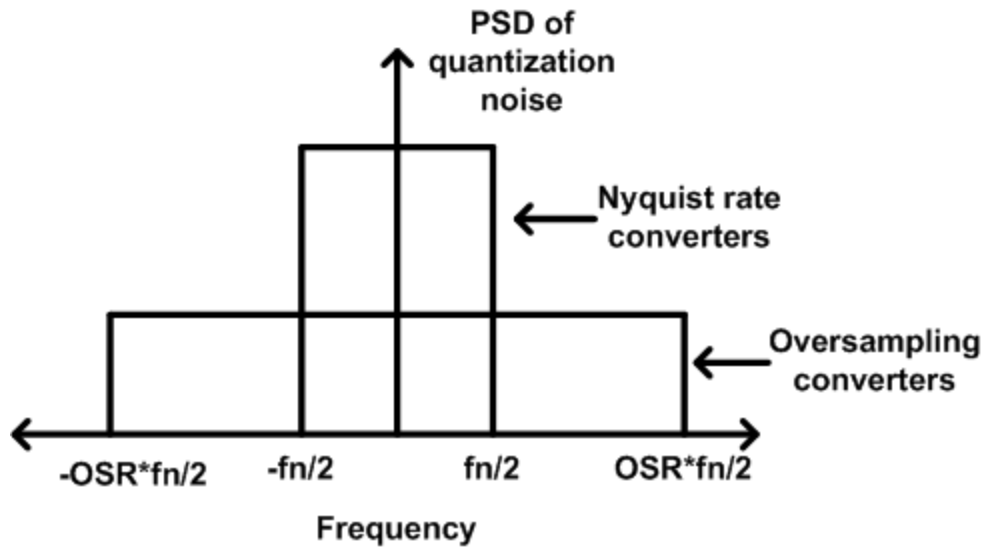 PSD of
quantization
noise
Nyquist rate
converters
Oversampling
converters
-OSR*fn/2
-fn/2
fn/2
OSR*fn/2
Frequency